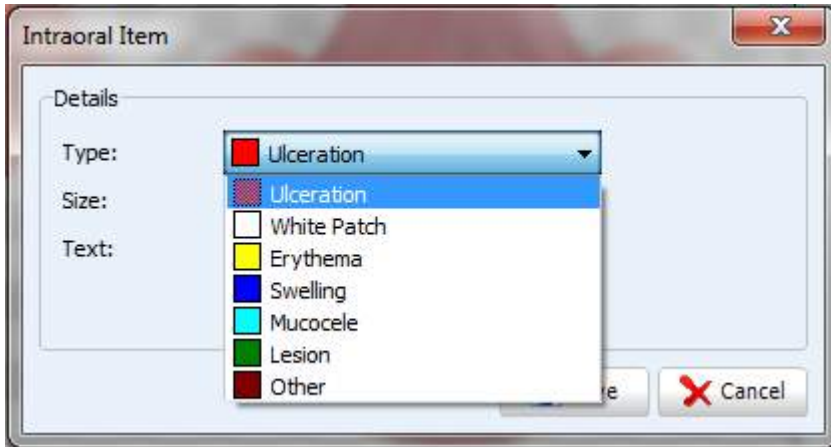 Intraoral Item
Details
Type:
Ulceration
Size:
Ulceration
White Patch
Text:
Erythema
Swelling
Mucocele
Lesion
Other
Cancel